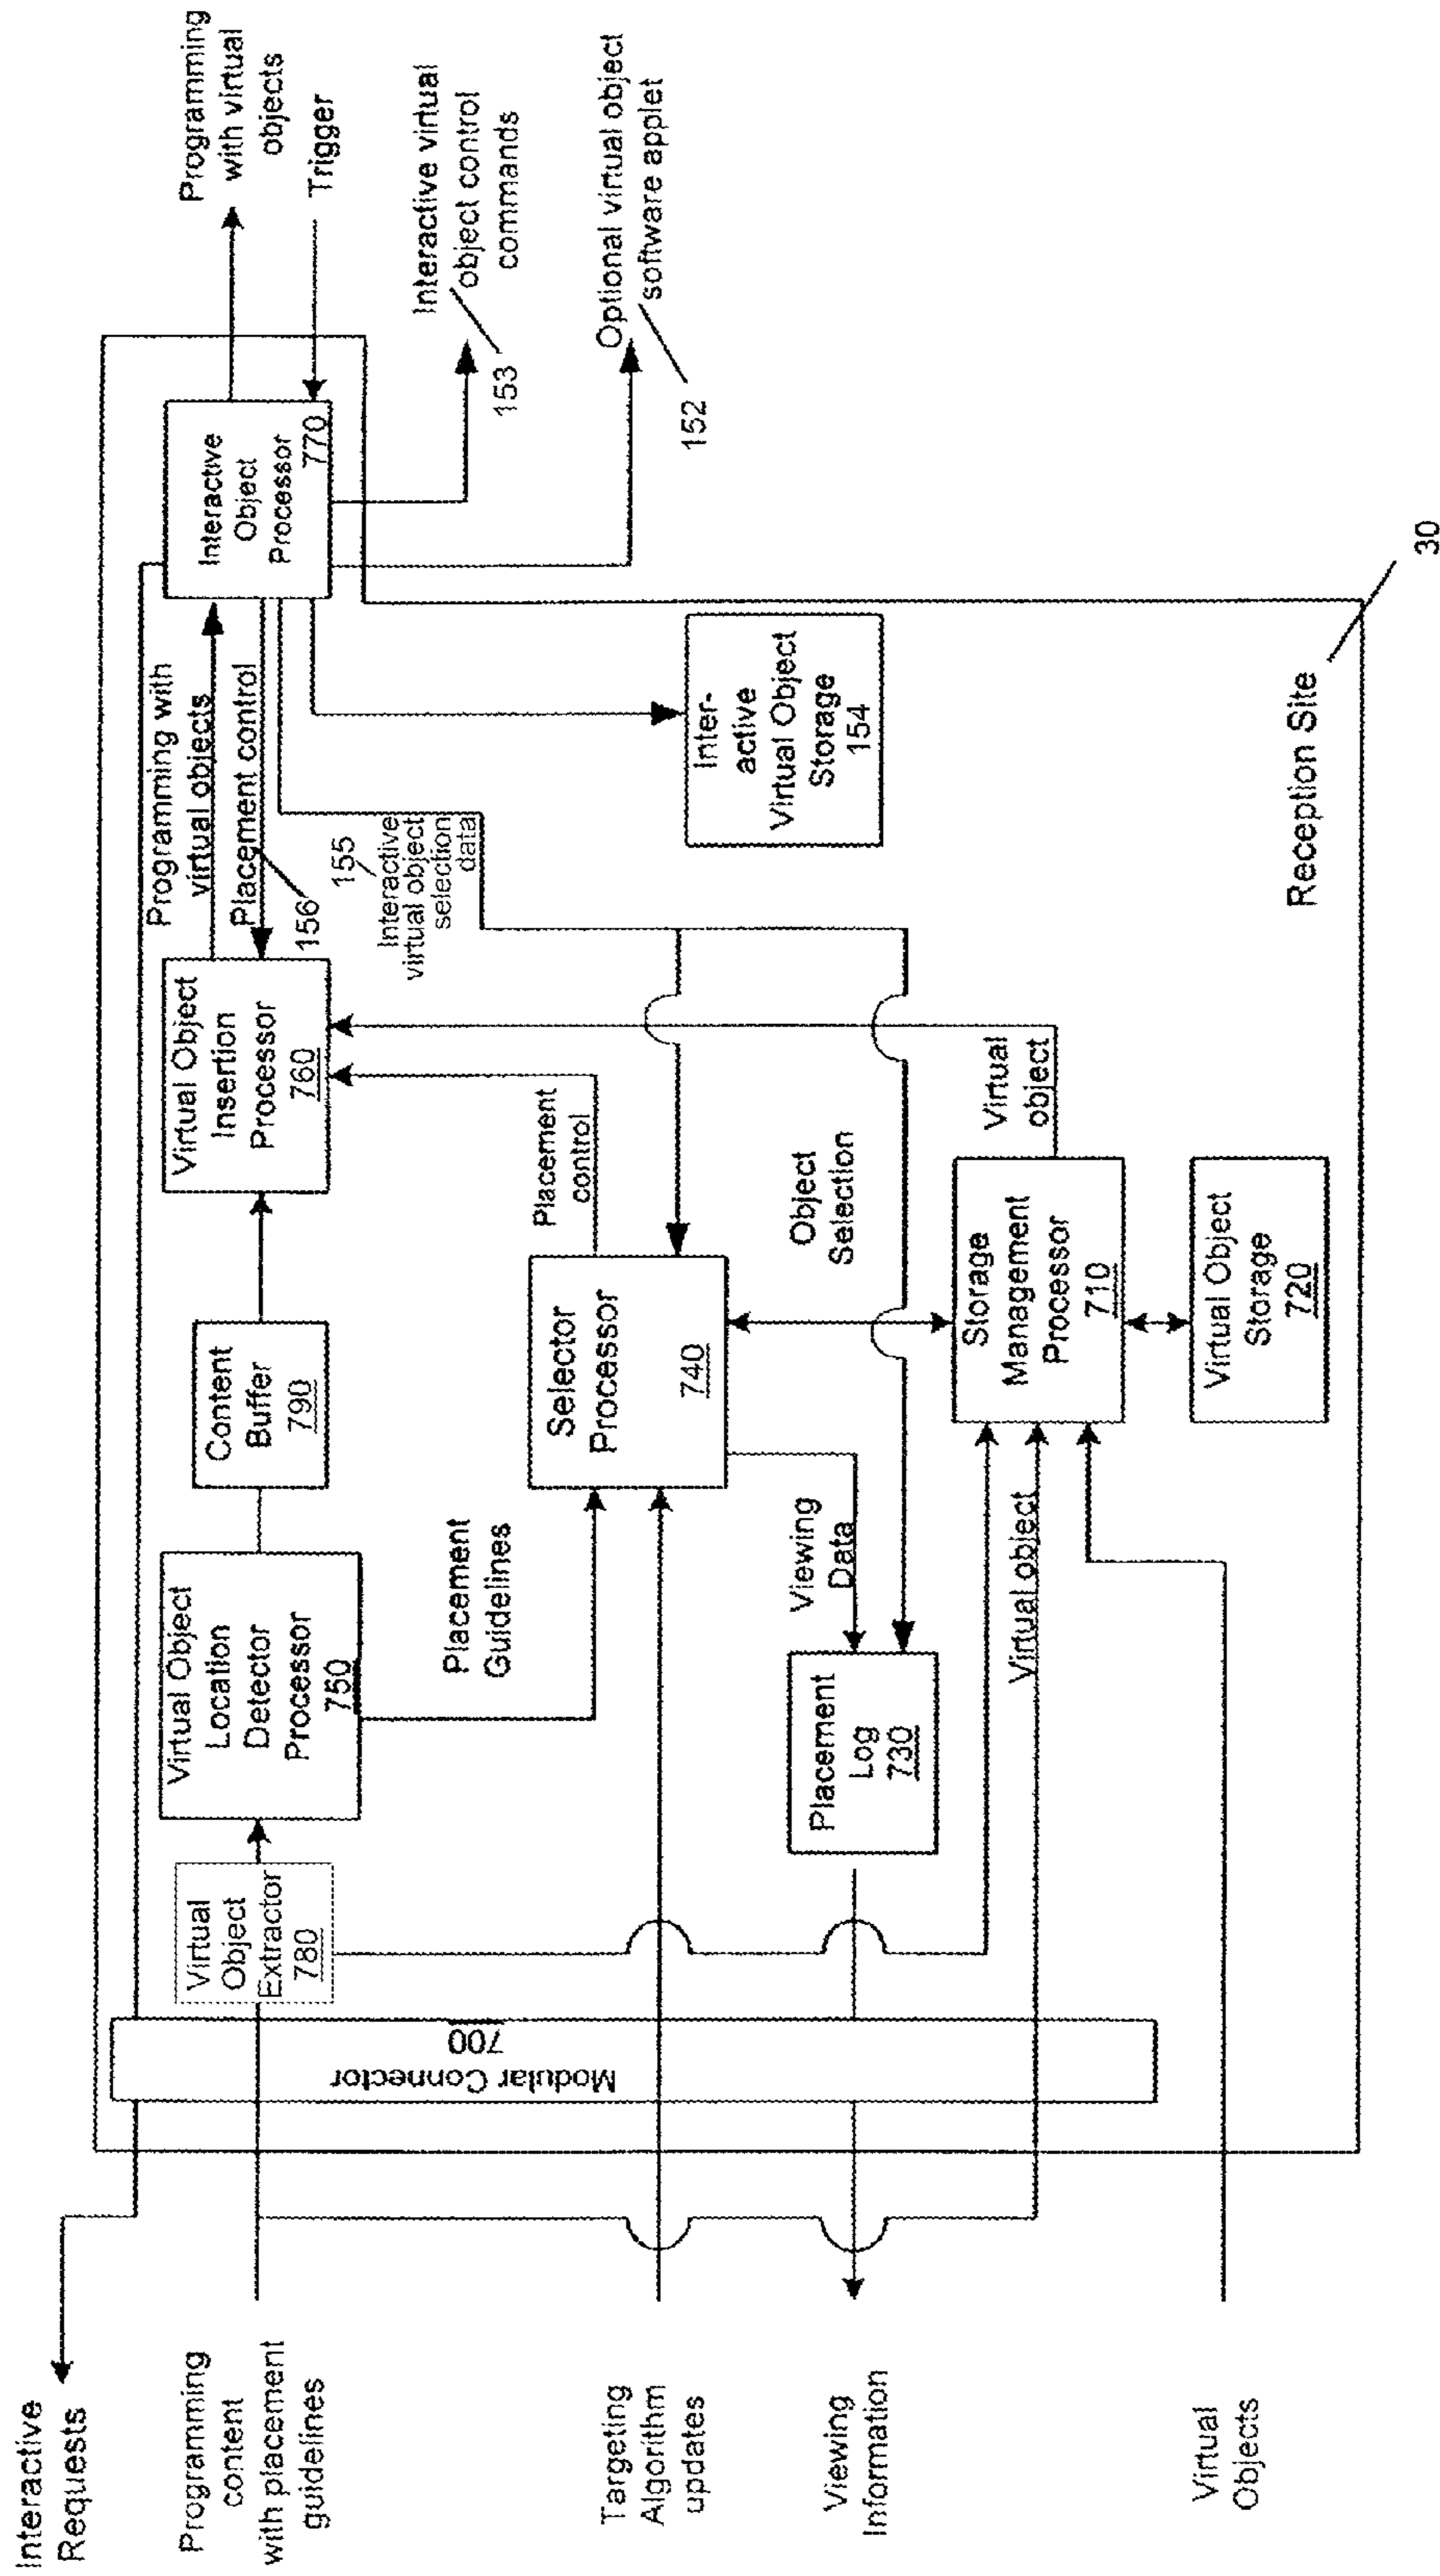 Interactive
Requests
Programming
content
with placement
guidelines
Targeting
Algorithm
updates
Viewing
Information
Virtual
Objects
Modular Connector
700
Virtual
Object
Extractor
780
Virtual Object
Location
Detector
Processor
750
Content
Buffer
790
Virtual Object
Insertion
Processor
760
Programming with
virtual objects
Placement control
156
155
Interactive
virtual object
selection
data
Interactive
Object
Processor
770
Programming
with virtual
objects
Trigger
Interactive virtual
object control
commands
153
Optional virtual object
software applet
152
Placement
Guidelines
Selector
Processor
740
Placement
control
Inter-
active
Virtual Object
Storage
154
Viewing
Data
Placement
Log
730
Object
Selection
Virtual object
Storage
Management
Processor
710
Virtual
object
Virtual Object
Storage
720
Reception Site
30